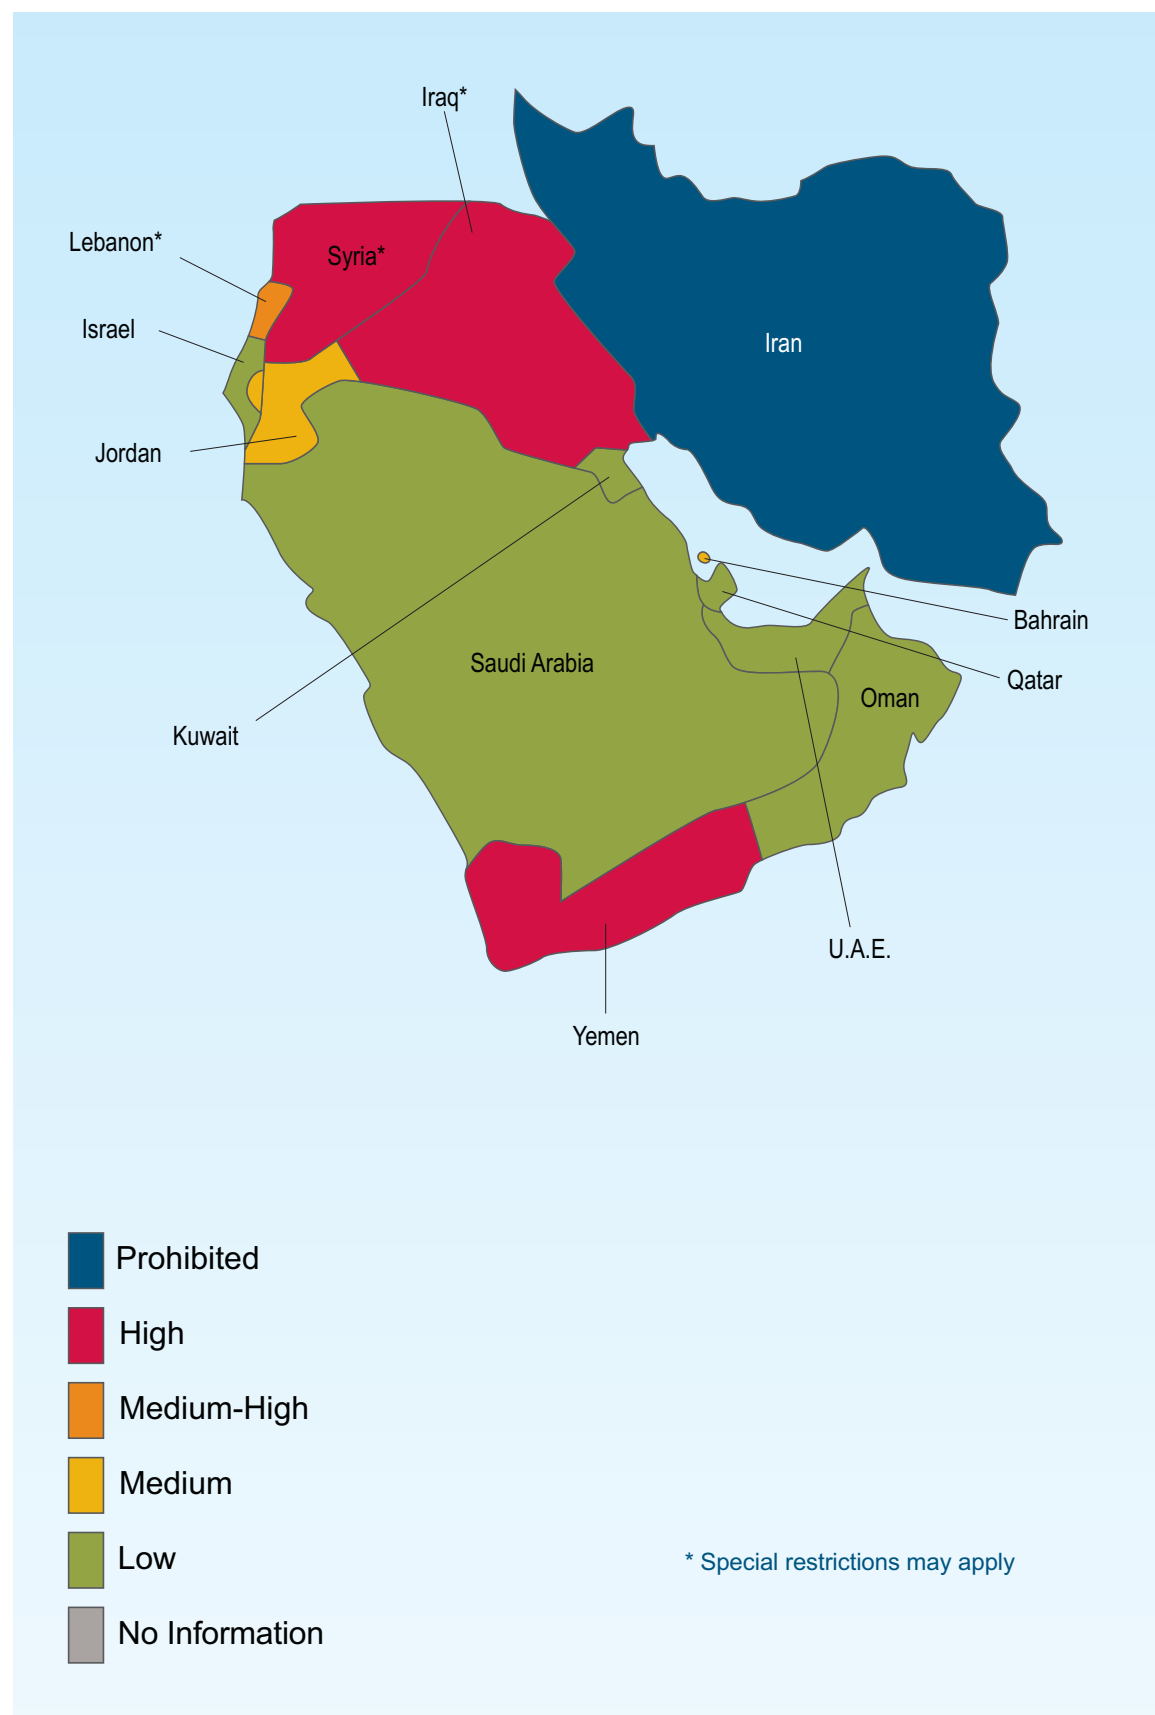 Iraq*
Lebanon*
Syria*
Israel
Iran
Jordan
Bahrain
Saudi Arabia
Qatar
Oman
Kuwait
U.A.E.
Yemen
Prohibited
High
Medium-High
Medium
Low
* Special restrictions may apply
No Information